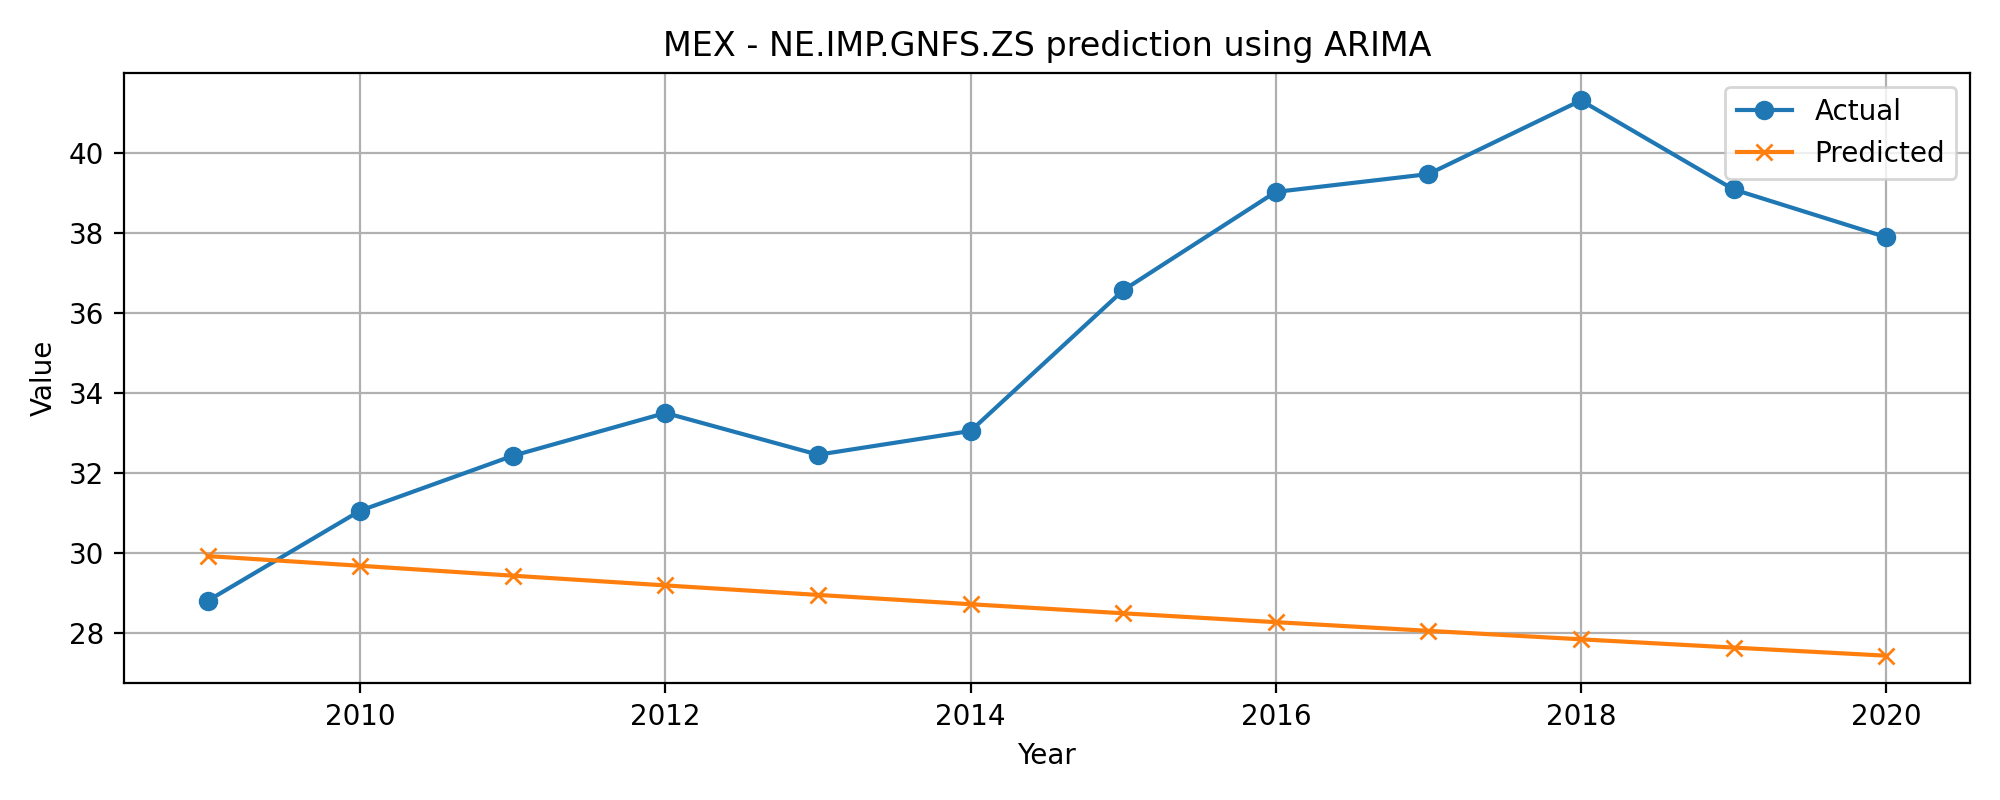 MEX - NE.IMP.GNFS.ZS prediction using ARIMA
Actual
Predicted
40
38
36
34
32
30
28
Value
2010 2012 2014 2016 2018 2020
Year